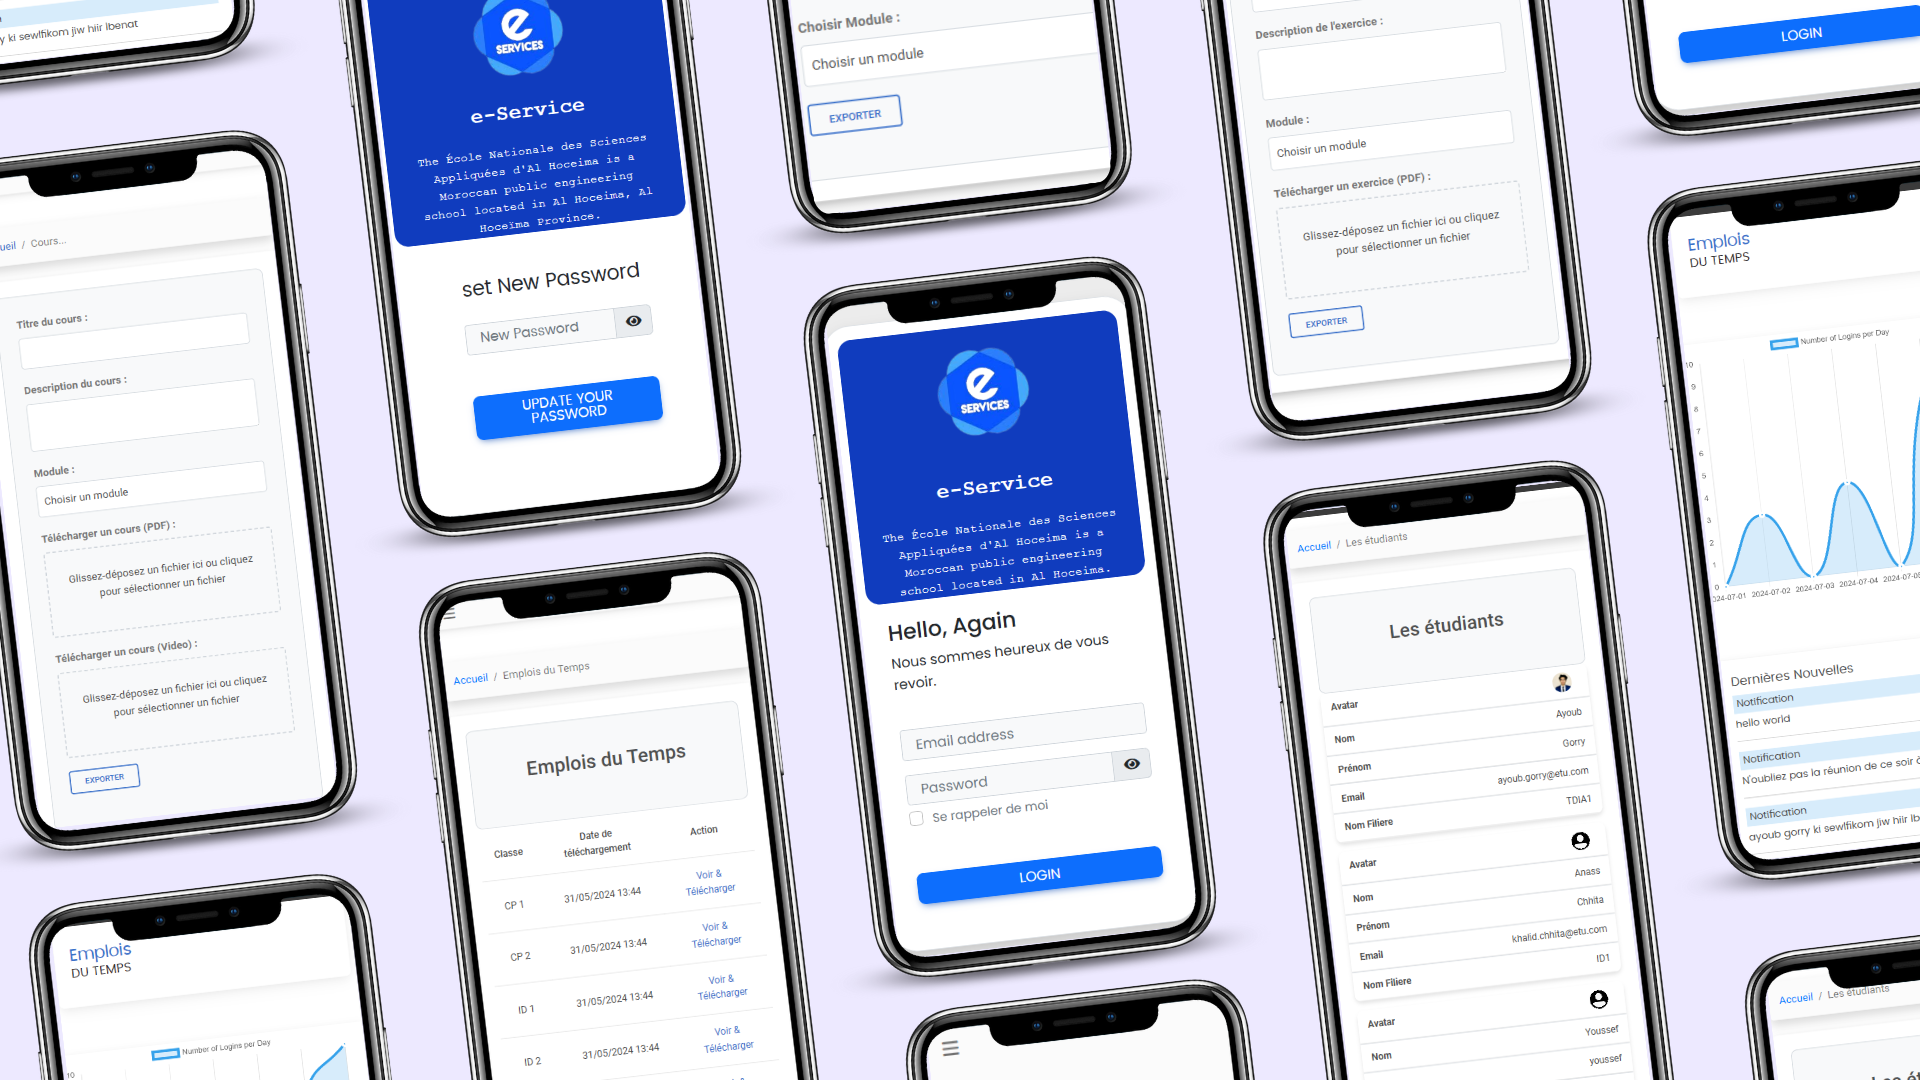 y ki sewlfikom jiw hiir lbenat
ueil / Cours...
Titre du cours :
Description du cours :
Module :
Choisir un module
Télécharger un cours (PDF) :
Glissez-déposez un fichier ici ou cliquez
pour sélectionner un fichier
Télécharger un cours (Video) :
Glissez-déposez un fichier ici ou cliquez
pour sélectionner un fichier
EXPORTER
Emplois
DU TEMPS
Number of Logins per Day
10
e
SERVICES
e-Service
The École Nationale des Sciences
Appliquées d'Al Hoceima is a
Moroccan public engineering
school located in Al Hoceima, Al
Hoceïma Province.
set New Password
New Password
UPDATE YOUR
PASSWORD
Accueil / Emplois du Temps
Emplois du Temps
Classe
Date de
téléchargement
Action
CP 1
31/05/2024 13:44
Voir &
Télécharger
CP 2
31/05/2024 13:44
Voir &
Télécharger
ID 1
31/05/2024 13:44
Voir &
Télécharger
ID 2
31/05/2024 13:44
Voir &
Télécharger
Choisir Module :
Choisir un module
EXPORTER
e
SERVICES
e-Service
The École Nationale des Sciences
Appliquées d'Al Hoceima is a
Moroccan public engineering
school located in Al Hoceima.
Hello, Again
Nous sommes heureux de vous
revoir.
Email address
Password
Se rappeler de moi
LOGIN
Description de l'exercice :
Module :
Choisir un module
Télécharger un exercice (PDF) :
Glissez-déposez un fichier ici ou cliquez
pour sélectionner un fichier
EXPORTER
Accueil / Les étudiants
Les étudiants
Avatar
Nom Ayoub
Prénom Gorry
Email ayoub.gorry@etu.com
Nom Filiere TDIA1
Avatar
Nom Anass
Prénom Chhita
Email khalid.chhita@etu.com
Nom Filiere ID1
Avatar
Nom Youssef
youssef
LOGIN
Emplois
DU TEMPS
Number of Logins per Day
10
9
8
7
6
5
4
3
2
1
0
024-07-01 2024-07-02 2024-07-03 2024-07-04 2024-07-05
Dernières Nouvelles
Notification
hello world
Notification
N'oubliez pas la réunion de ce soir à
Notification
ayoub gorry ki sewlfikom jiw hiir lb
Accueil / Les étudiants